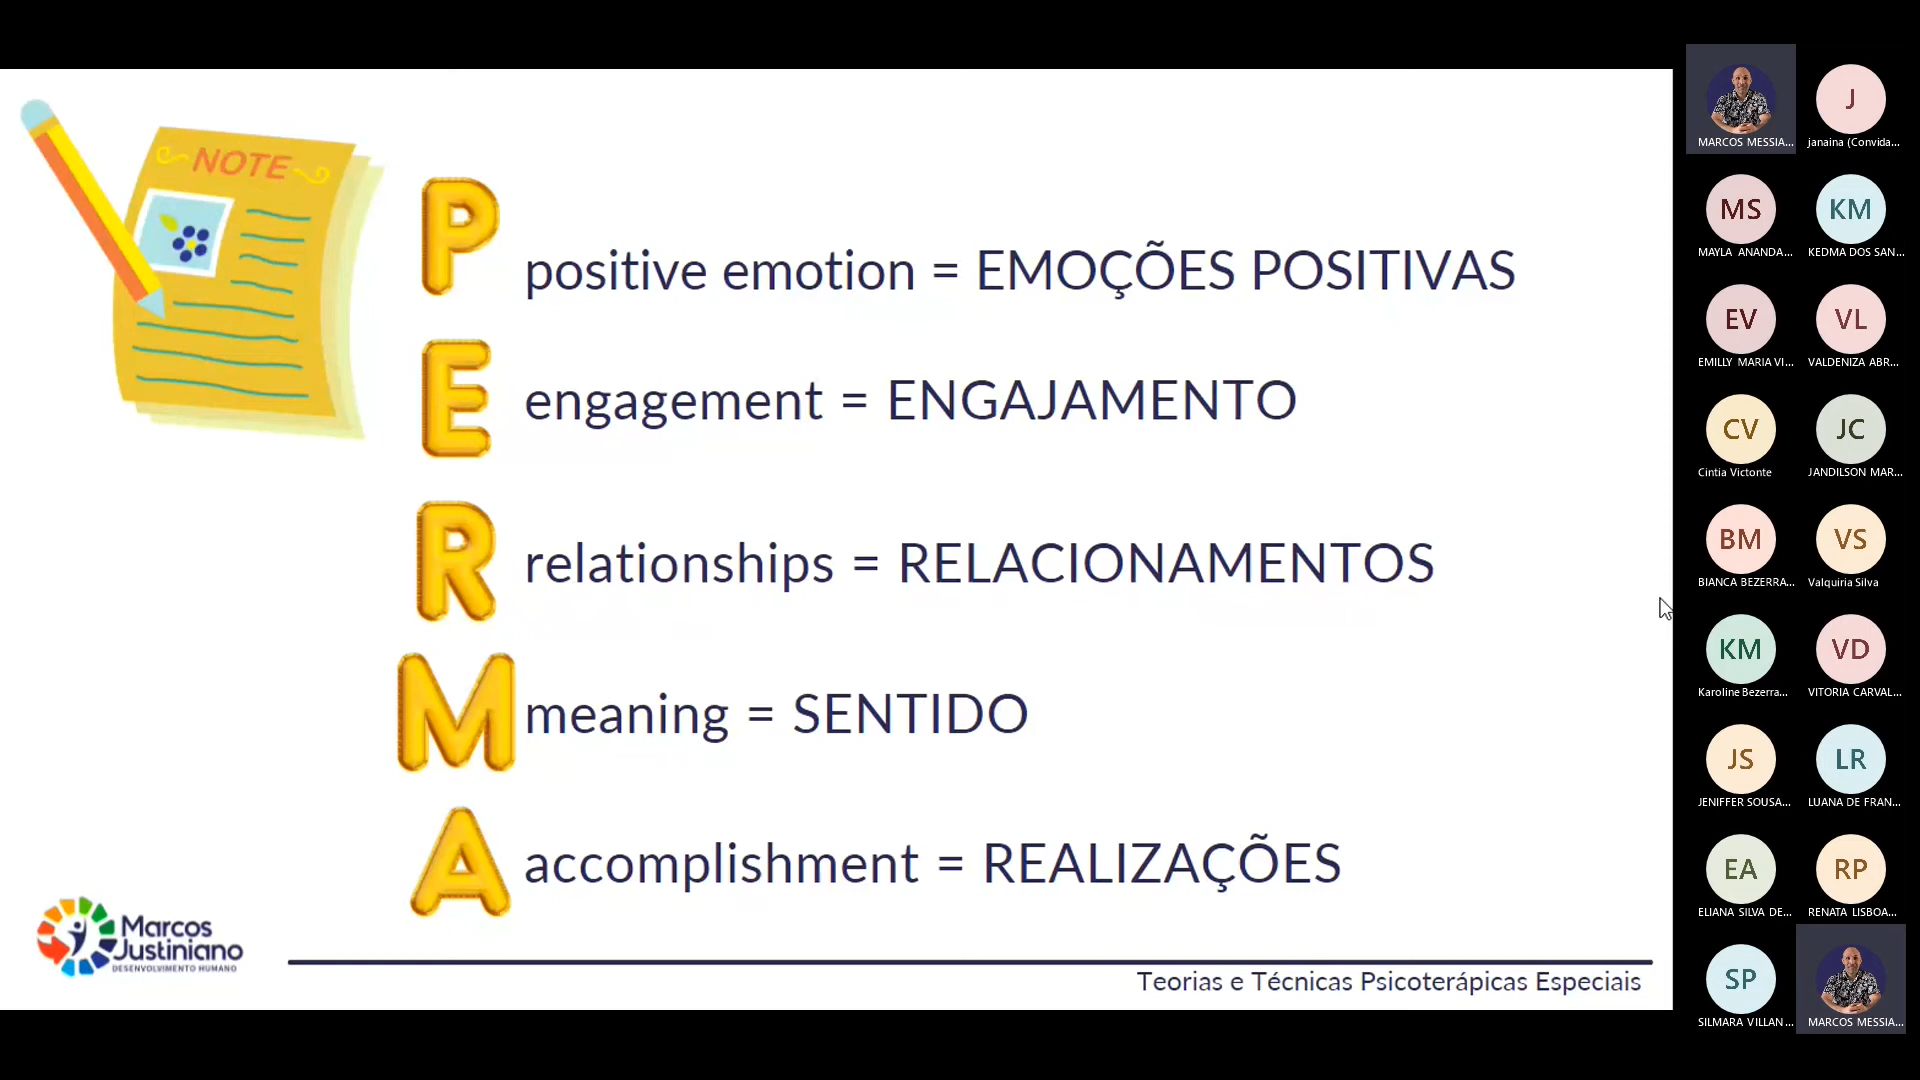 NOTE
P
positive emotion = EMOÇÕES POSITIVAS
E
engagement = ENGAJAMENTO
R
relationships = RELACIONAMENTOS
M
meaning = SENTIDO
A
accomplishment = REALIZAÇÕES
Marcos
Justiniano
DESENVOLVIMENTO HUMANO
Teorias e Técnicas Psicoterápicas Especiais
MARCOS MESSIA...
J
janaina (Convida...
MS
MAYLA ANANDA...
KM
KEDMA DOS SAN...
EV
EMILLY MARIA VI...
VL
VALDENIZA ABR...
CV
Cintia Victonte
JC
JANDILSON MAR...
BM
BIANCA BEZERRA...
VS
Valquiria Silva
KM
Karoline Bezerra...
VD
VITORIA CARVAL...
JS
JENIFFER SOUSA...
LR
LUANA DE FRAN...
EA
ELIANA SILVA DE...
RP
RENATA LISBOA...
SP
SILMARA VILLAN...
MARCOS MESSIA...